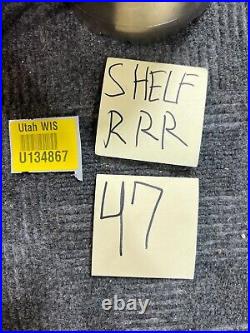 Utah WIS
U134867
SHELF
RRR
47